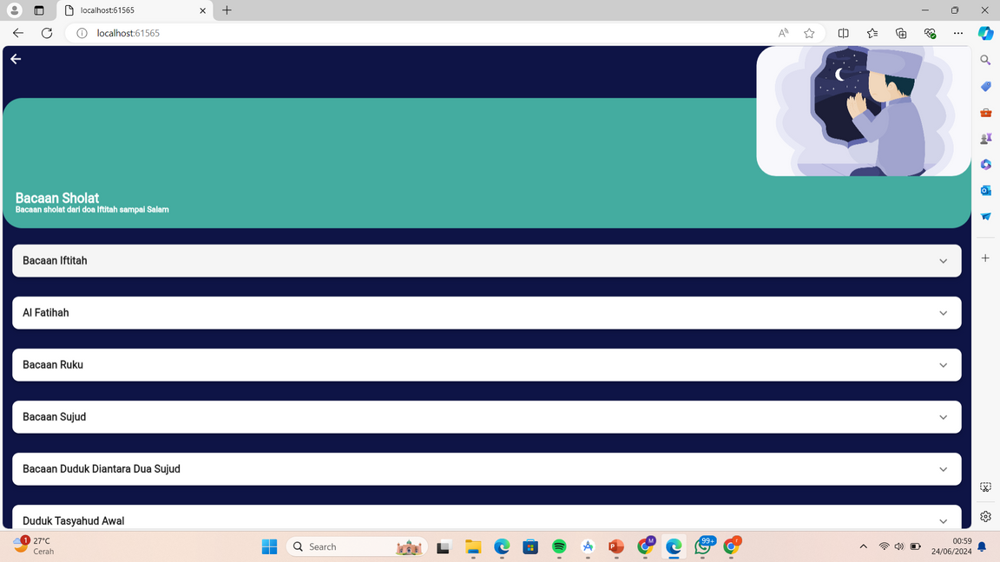 localhost:61565
localhost:61565
Bacaan Sholat
Bacaan sholat dari doa Iftitah sampai Salam
Bacaan Iftitah
Al Fatihah
Bacaan Ruku
Bacaan Sujud
Bacaan Duduk Diantara Dua Sujud
Duduk Tasyahud Awal
1
27°C
Cerah
Search
M
99+
r
00:59
24/06/2024